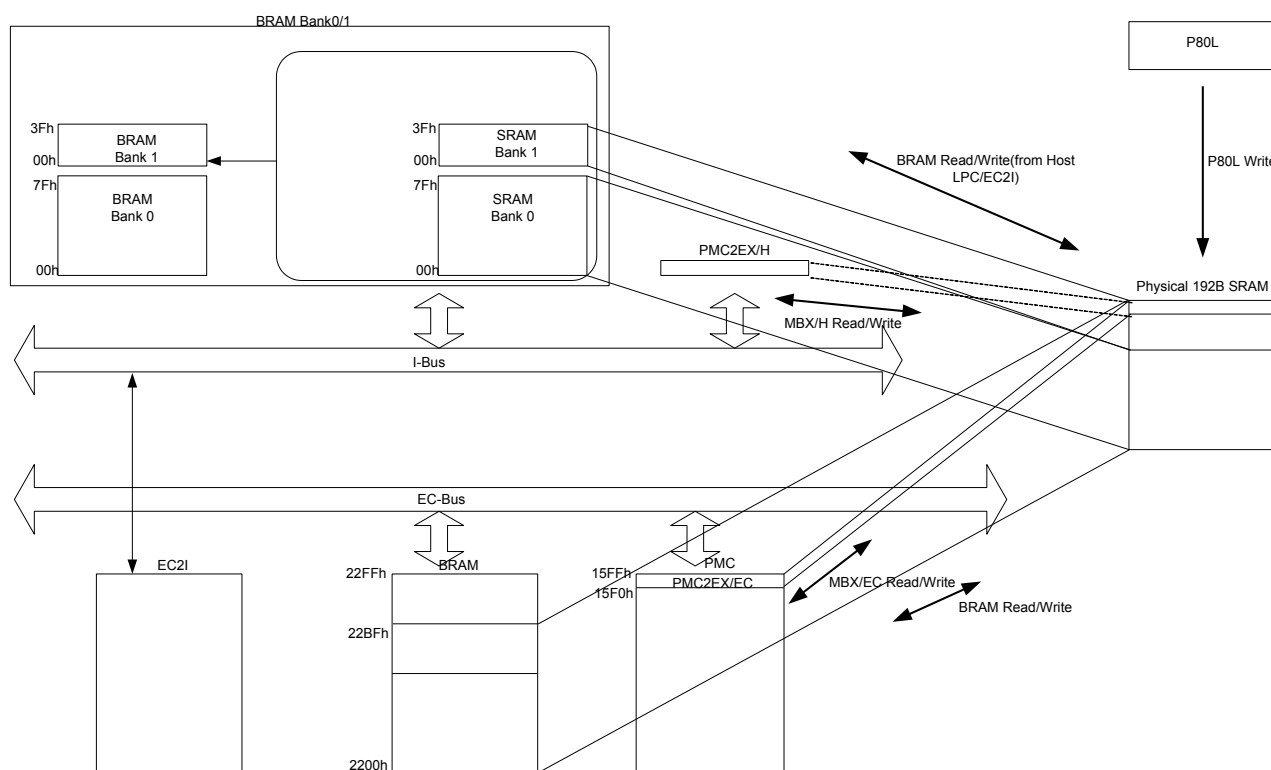 BRAM Bank0/1
P80L
3Fh
BRAM
Bank 1
00h
7Fh
BRAM
Bank 0
00h
3Fh
SRAM
Bank 1
00h
7Fh
SRAM
Bank 0
00h
BRAM Read/Write(from Host
LPC/EC2I)
P80L Write
PMC2EX/H
Physical 192B SRAM
MBX/H Read/Write
I-Bus
EC-Bus
EC2I
BRAM
22FFh
22BFh
2200h
PMC
15FFh
PMC2EX/EC
15F0h
MBX/EC Read/Write
BRAM Read/Write